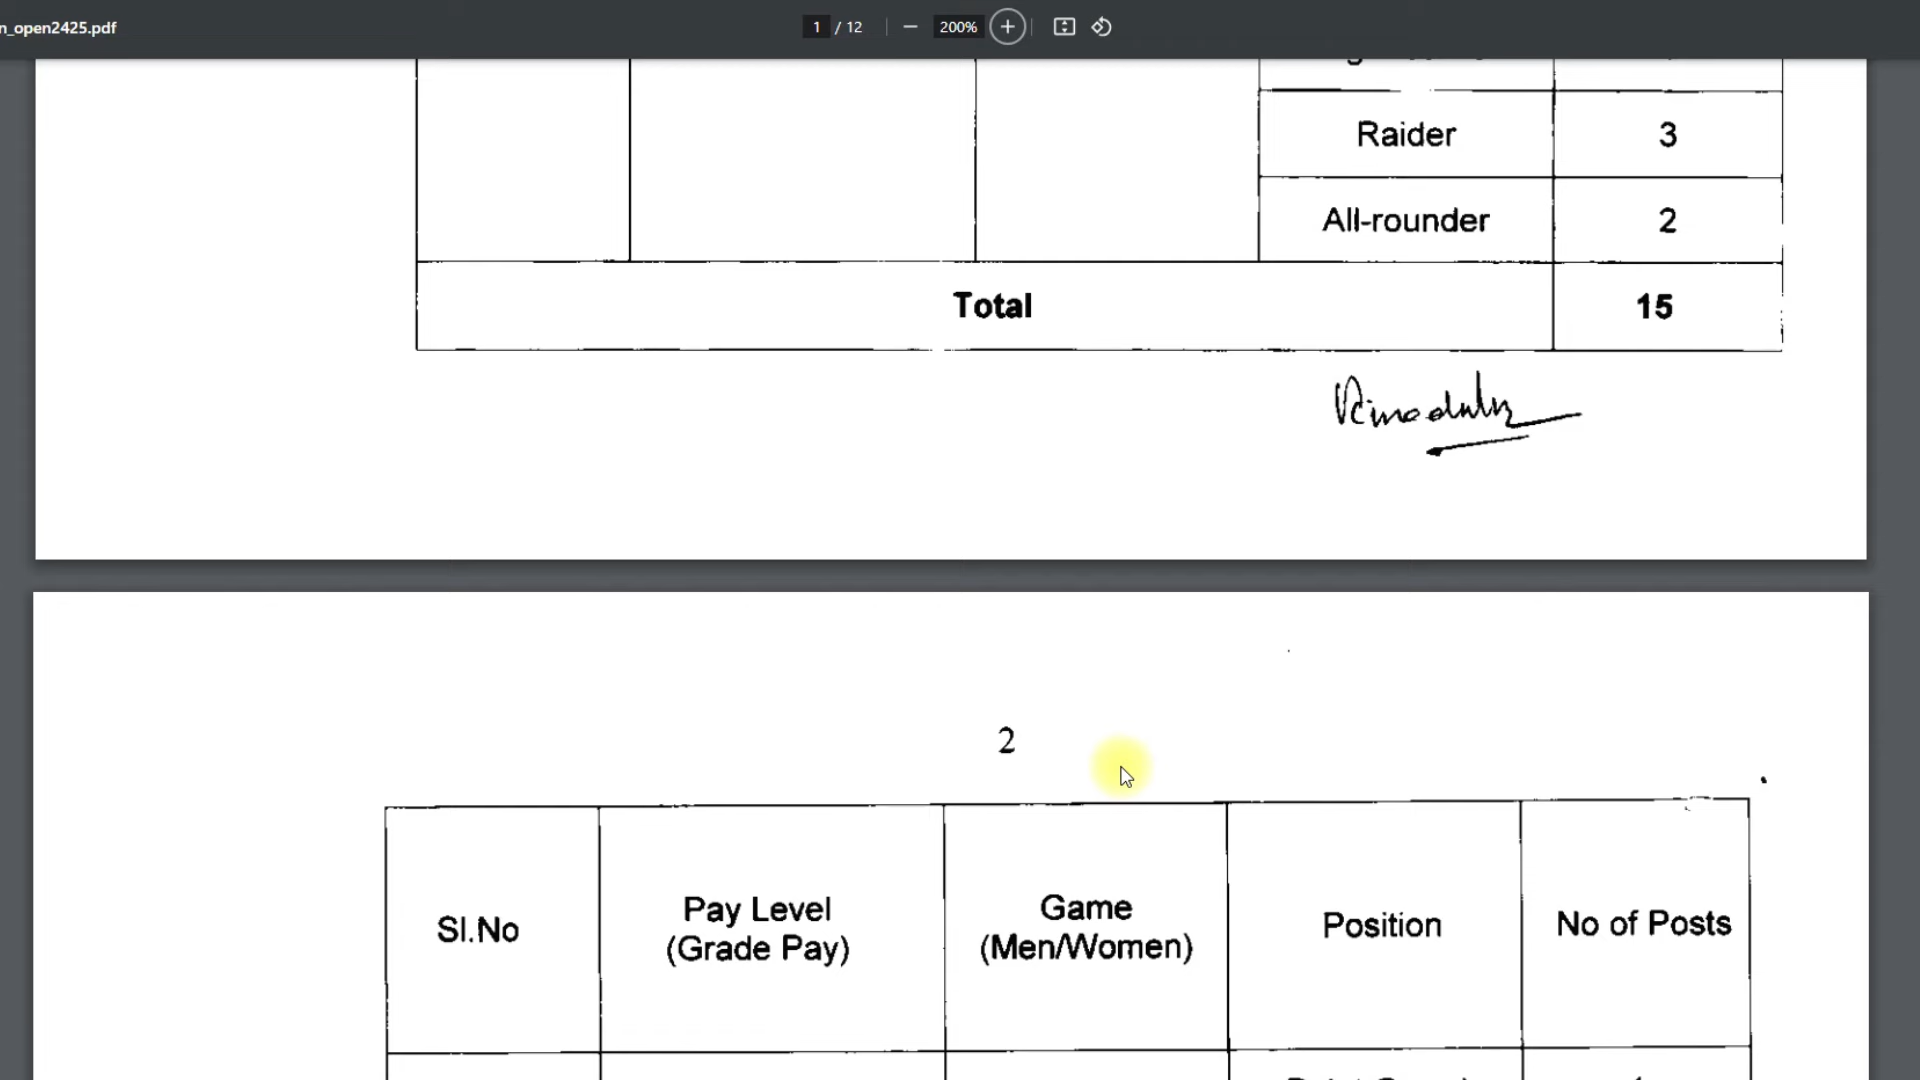 n_open2425.pdf
1 / 12
200%
Raider 3
All-rounder 2
Total 15
2
Sl.No
Pay Level
(Grade Pay)
Game
(Men/Women)
Position
No of Posts